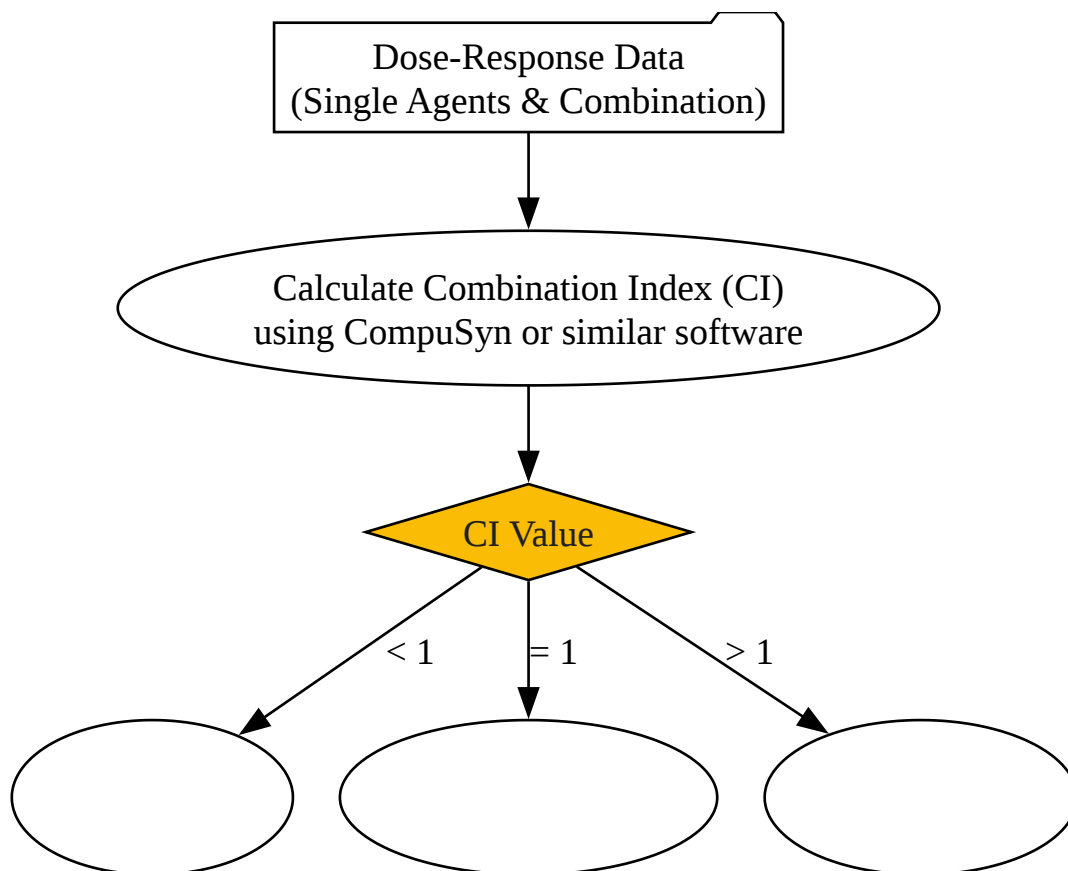 Dose-Response Data
(Single Agents & Combination)
Calculate Combination Index (CI)
using CompuSyn or similar software
CI Value
< 1
= 1
> 1